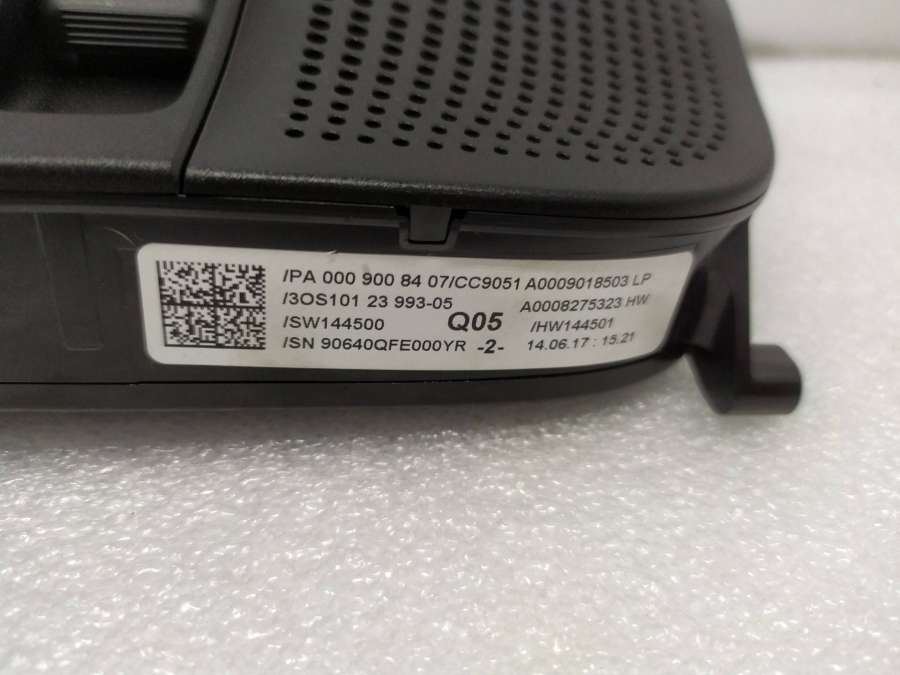 /PA 000 900 84 07/CC9051 A0009018503 LP
/3OS101 23 993-05 A0008275323 HW
/SW144500 Q05 /HW144501
/SN 90640QFE000YR -2- 14.06.17 : 15.21